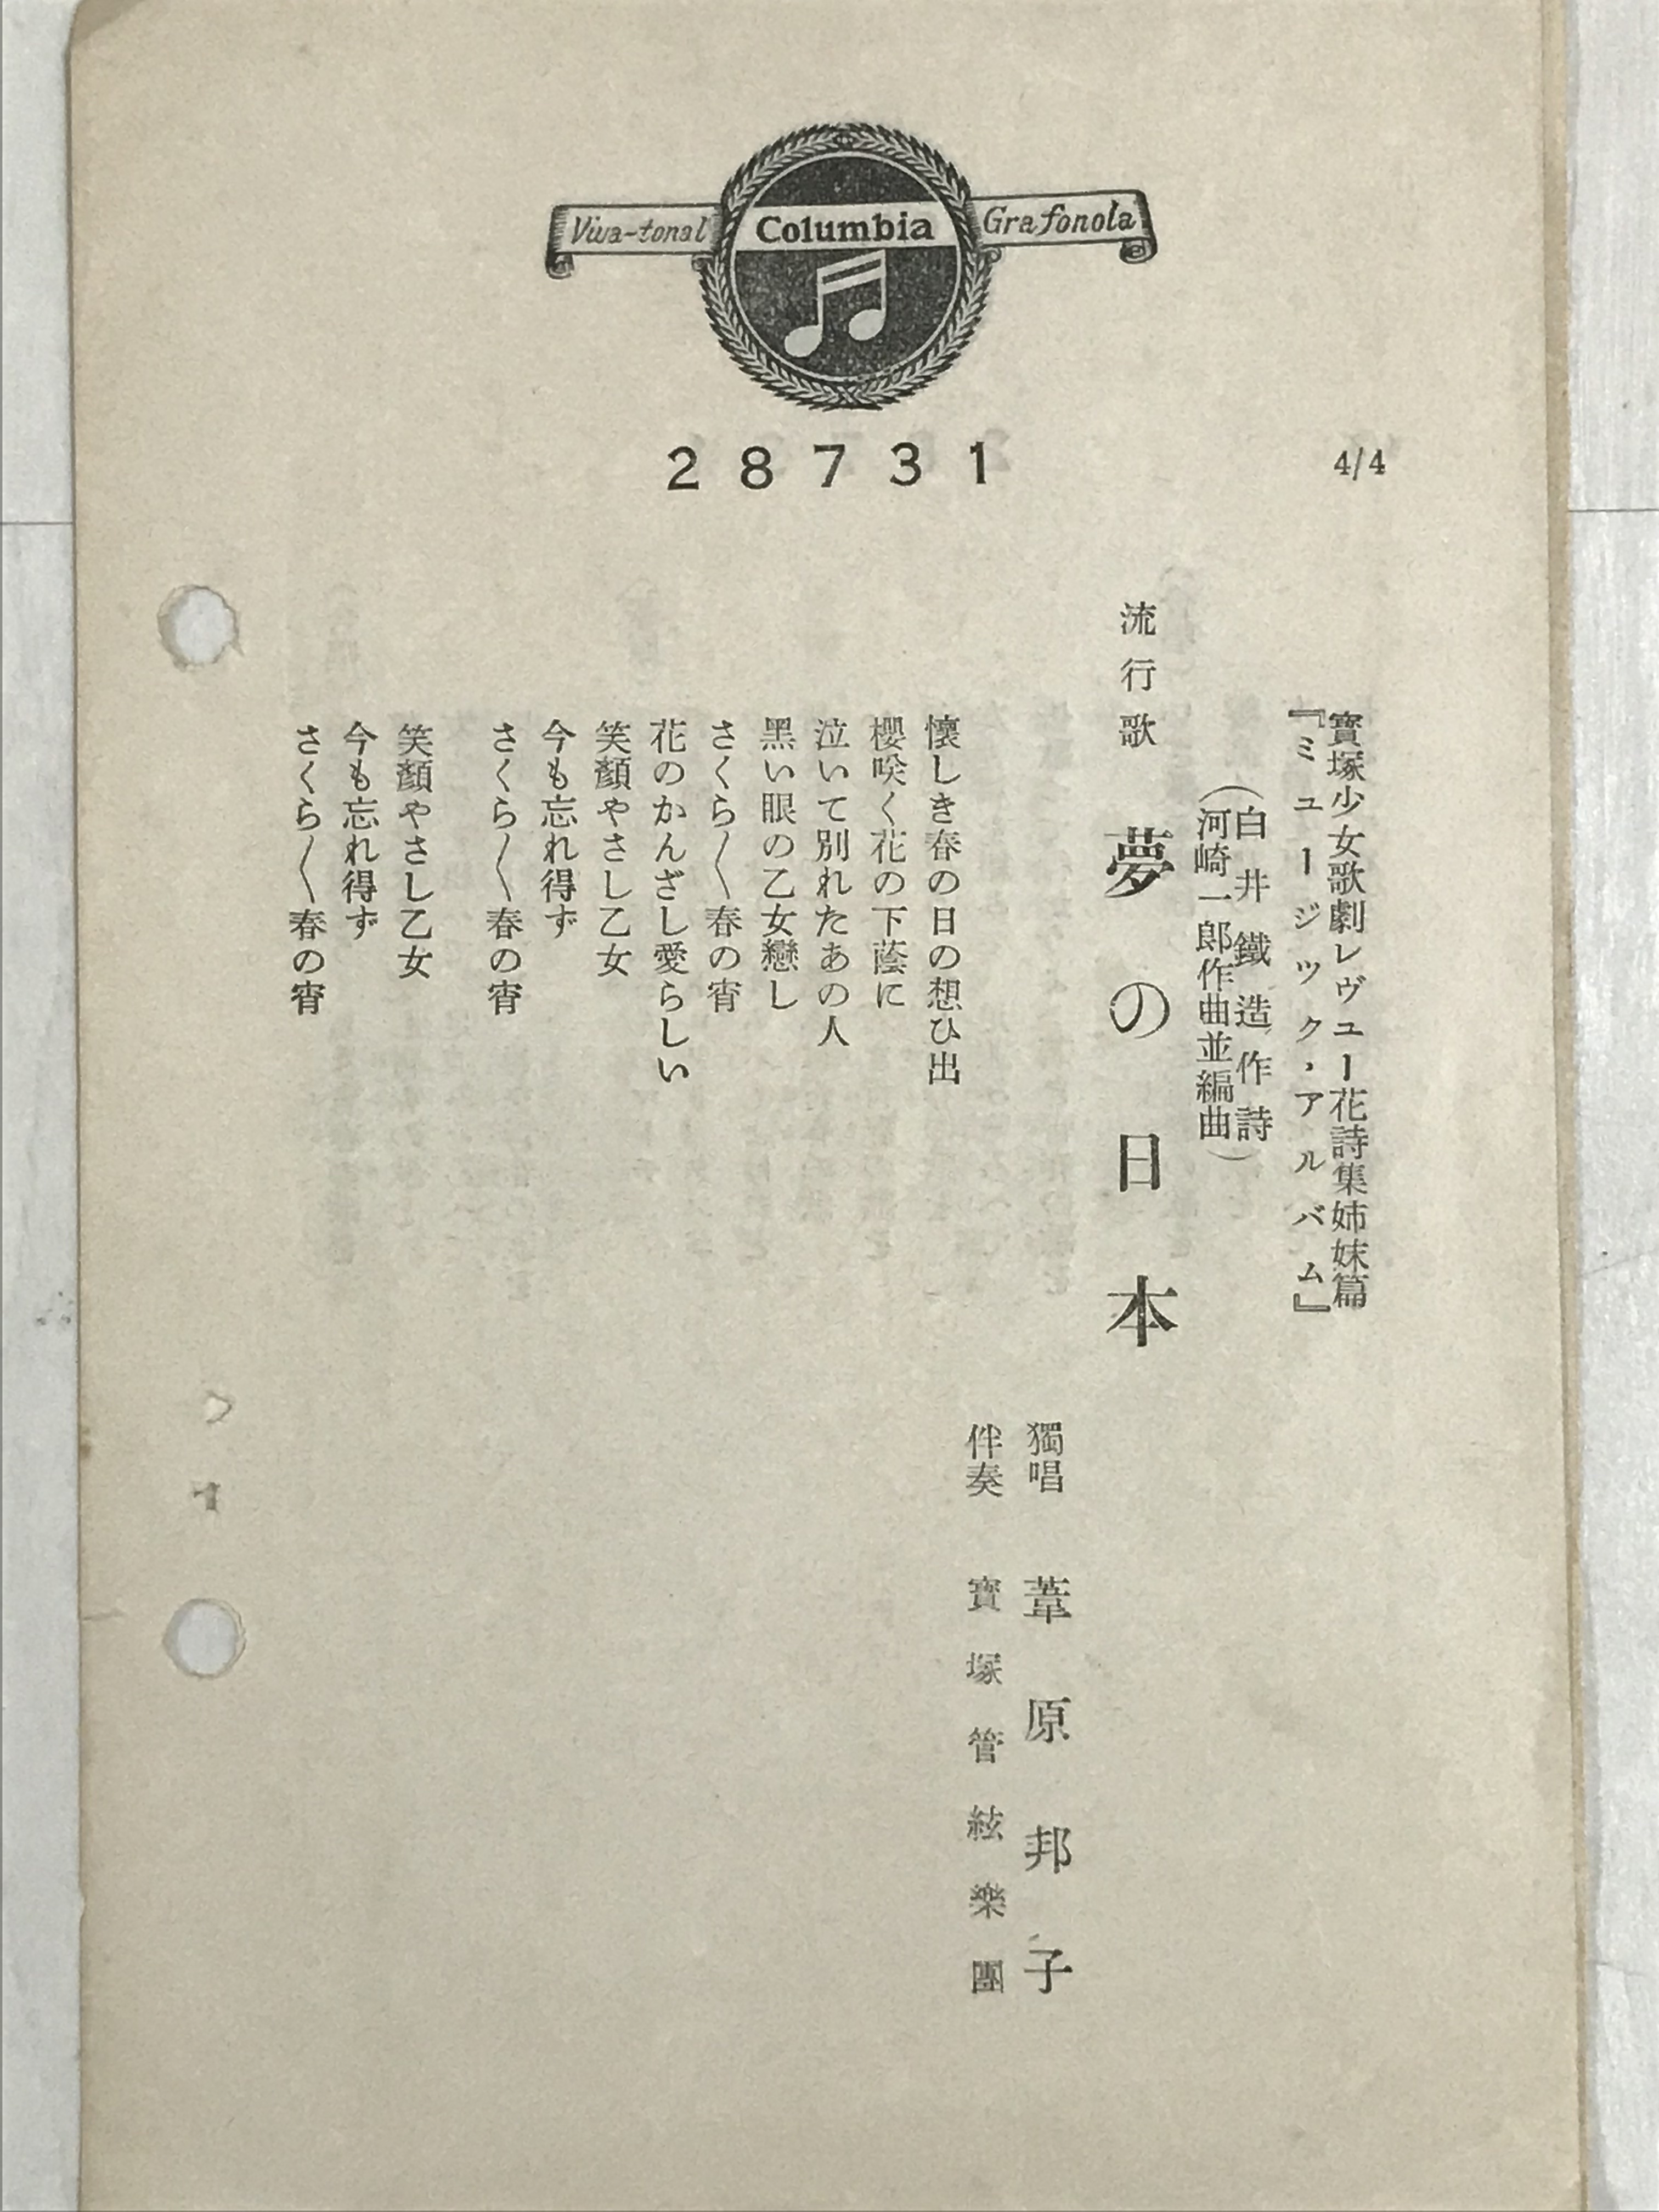 Viva-tonal Columbia Grafonola
28731
4/4
寶塚少女歌劇レヴユー花詩集姉妹篇
『ミユージツク・アルバム』
(白井鐵造作詩
河崎一郎作曲並編曲)
流行歌 夢の日本
獨唱 葦原邦子
伴奏 寶塚管絃樂團
懷しき春の日の想ひ出
櫻咲く花の下蔭に
泣いて別れたあの人
黑い眼の乙女戀し
さくら〳〵春の宵
花のかんざし愛らしい
笑顏やさし乙女
今も忘れ得ず
さくら〳〵春の宵
笑顏やさし乙女
今も忘れ得ず
さくら〳〵春の宵